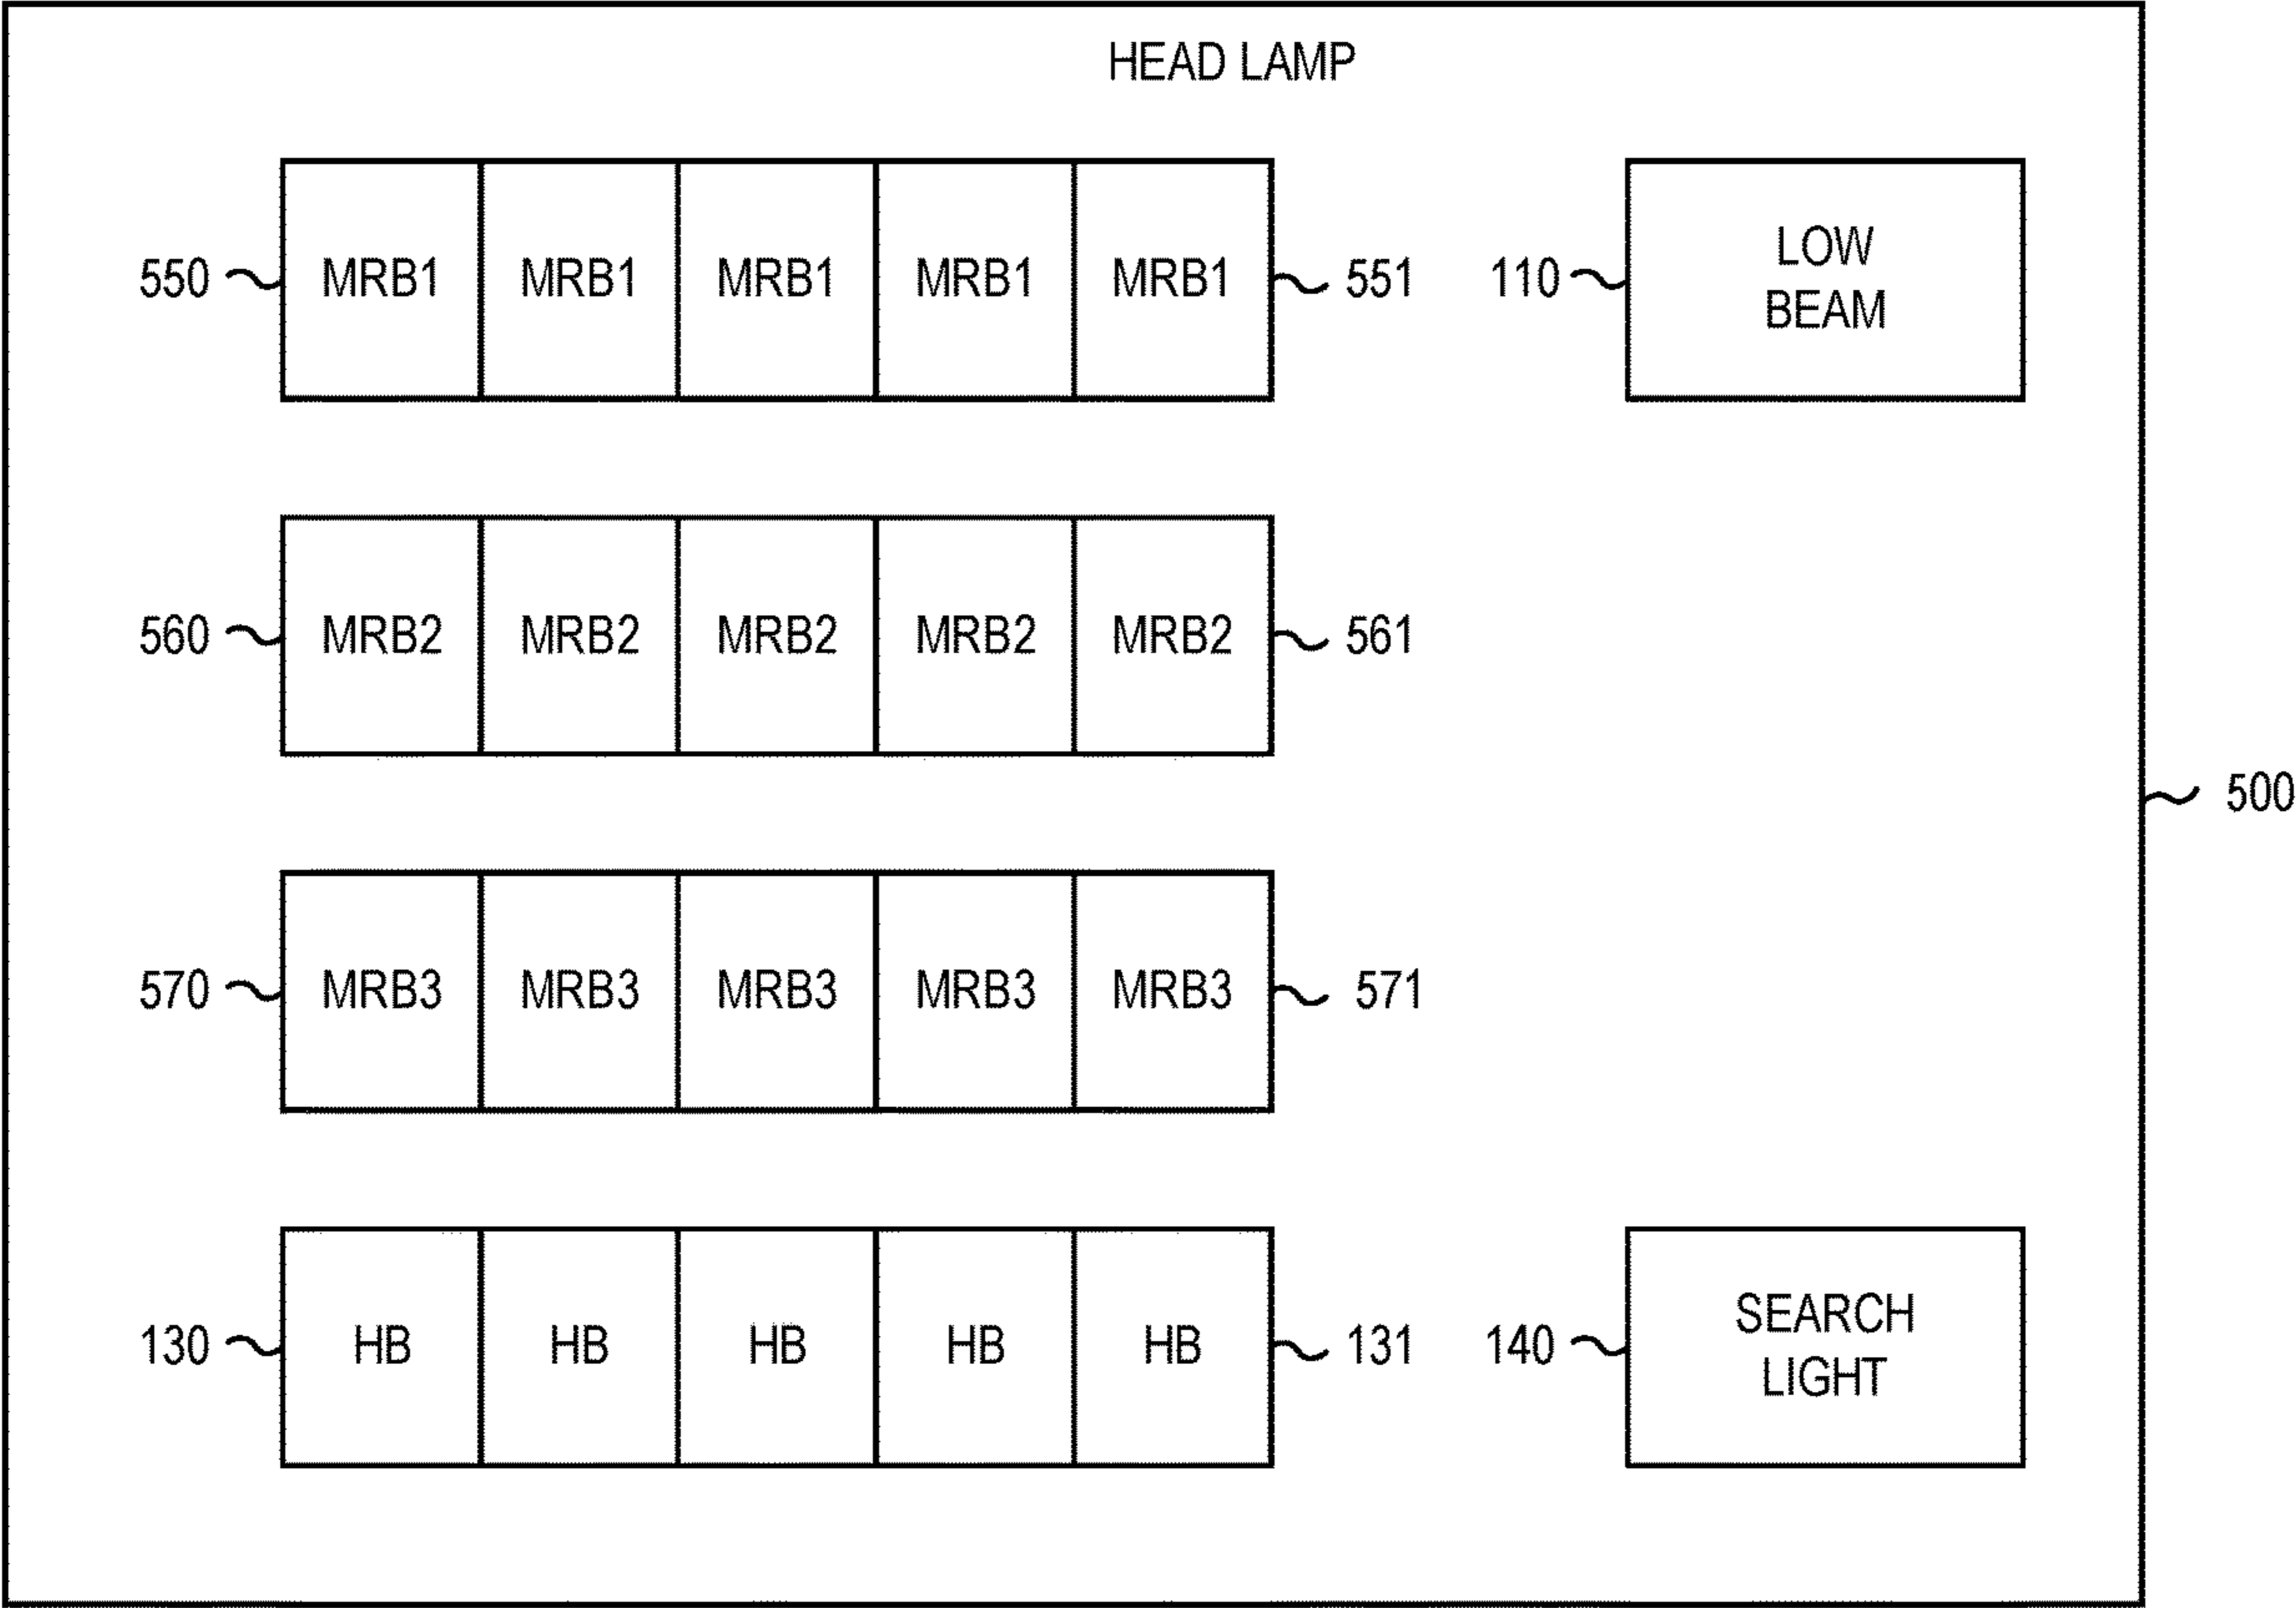 HEAD LAMP
550 MRB1 MRB1 MRB1 MRB1 MRB1 551 110 LOW
BEAM
560 MRB2 MRB2 MRB2 MRB2 MRB2 561
500
570 MRB3 MRB3 MRB3 MRB3 MRB3 571
130 HB HB HB HB HB 131 140 SEARCH
LIGHT